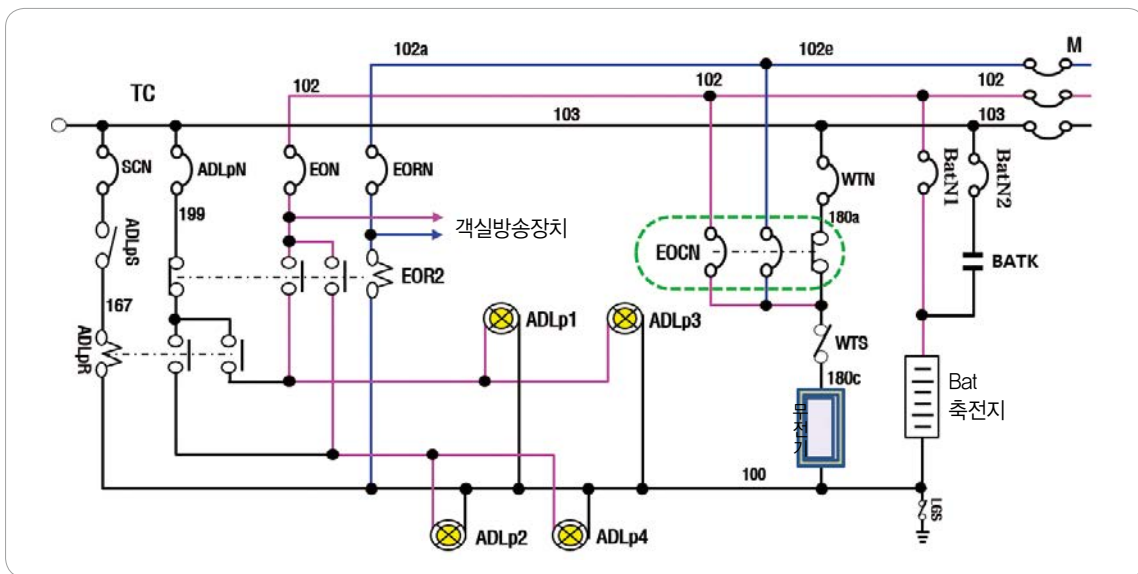 102a
102e
M
TC
102
102
102
103
103
SCN
ADLpN
EON
EORN
WTN
BatN1
BatN2
199
객실방송장치
180a
ADLpS
EOCN
BATK
EOR2
167
ADLpR
ADLp1
ADLp3
WTS
180c
무전기
Bat
축전지
100
LGS
ADLp2
ADLp4